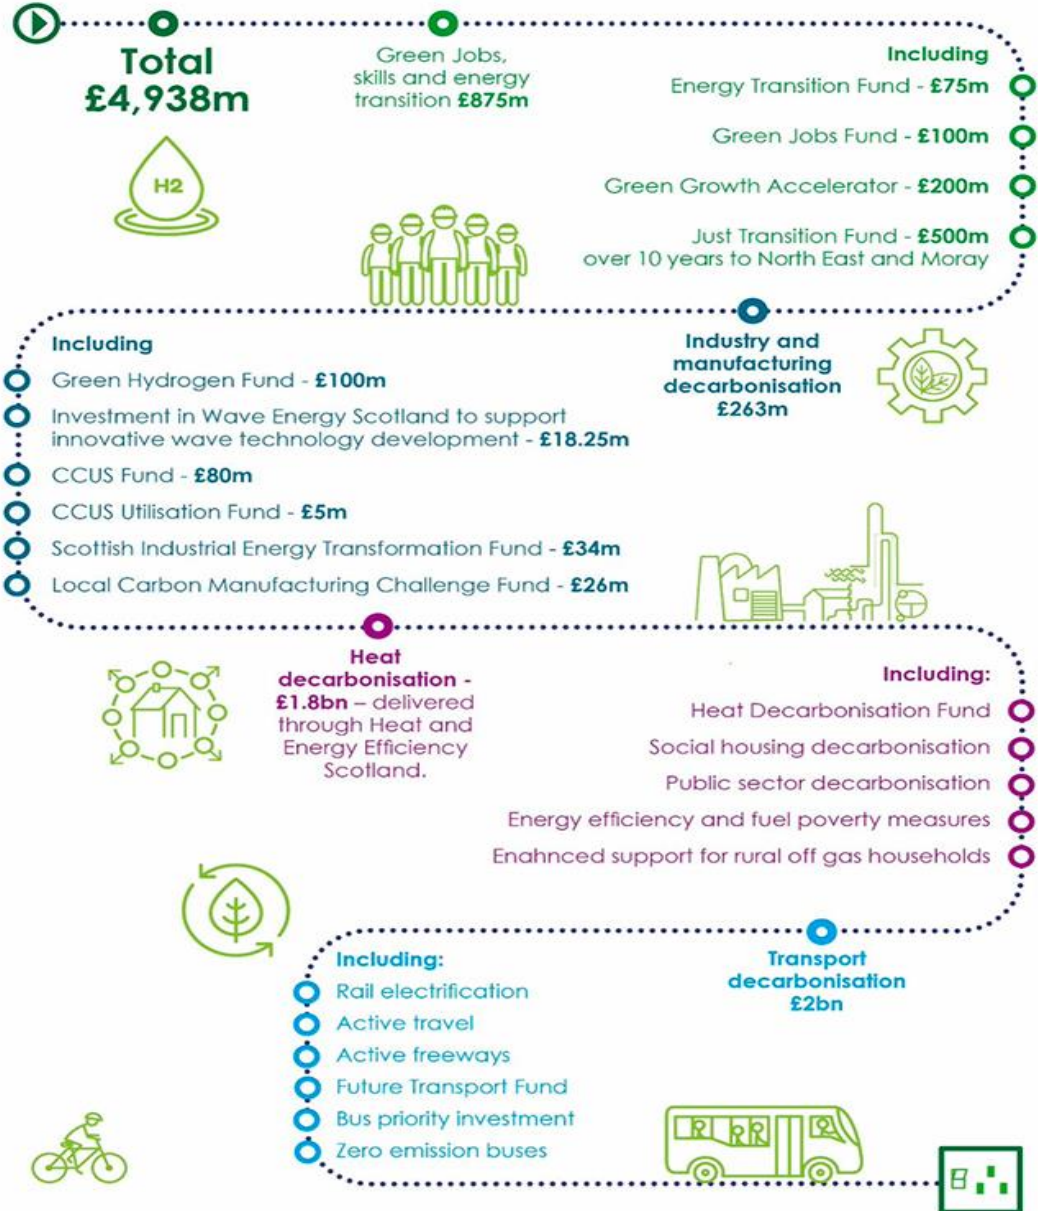 Total
£4,938m
H2
Green Jobs,
skills and energy
transition £875m
Including
Energy Transition Fund - £75m
Green Jobs Fund - £100m
Green Growth Accelerator - £200m
Just Transition Fund - £500m
over 10 years to North East and Moray
Industry and
manufacturing
decarbonisation
£263m
Including
Green Hydrogen Fund - £100m
Investment in Wave Energy Scotland to support
innovative wave technology development - £18.25m
CCUS Fund - £80m
CCUS Utilisation Fund - £5m
Scottish Industrial Energy Transformation Fund - £34m
Local Carbon Manufacturing Challenge Fund - £26m
Heat
decarbonisation -
£1.8bn – delivered
through Heat and
Energy Efficiency
Scotland.
Including:
Heat Decarbonisation Fund
Social housing decarbonisation
Public sector decarbonisation
Energy efficiency and fuel poverty measures
Enahnced support for rural off gas households
Transport
decarbonisation
£2bn
Including:
Rail electrification
Active travel
Active freeways
Future Transport Fund
Bus priority investment
Zero emission buses